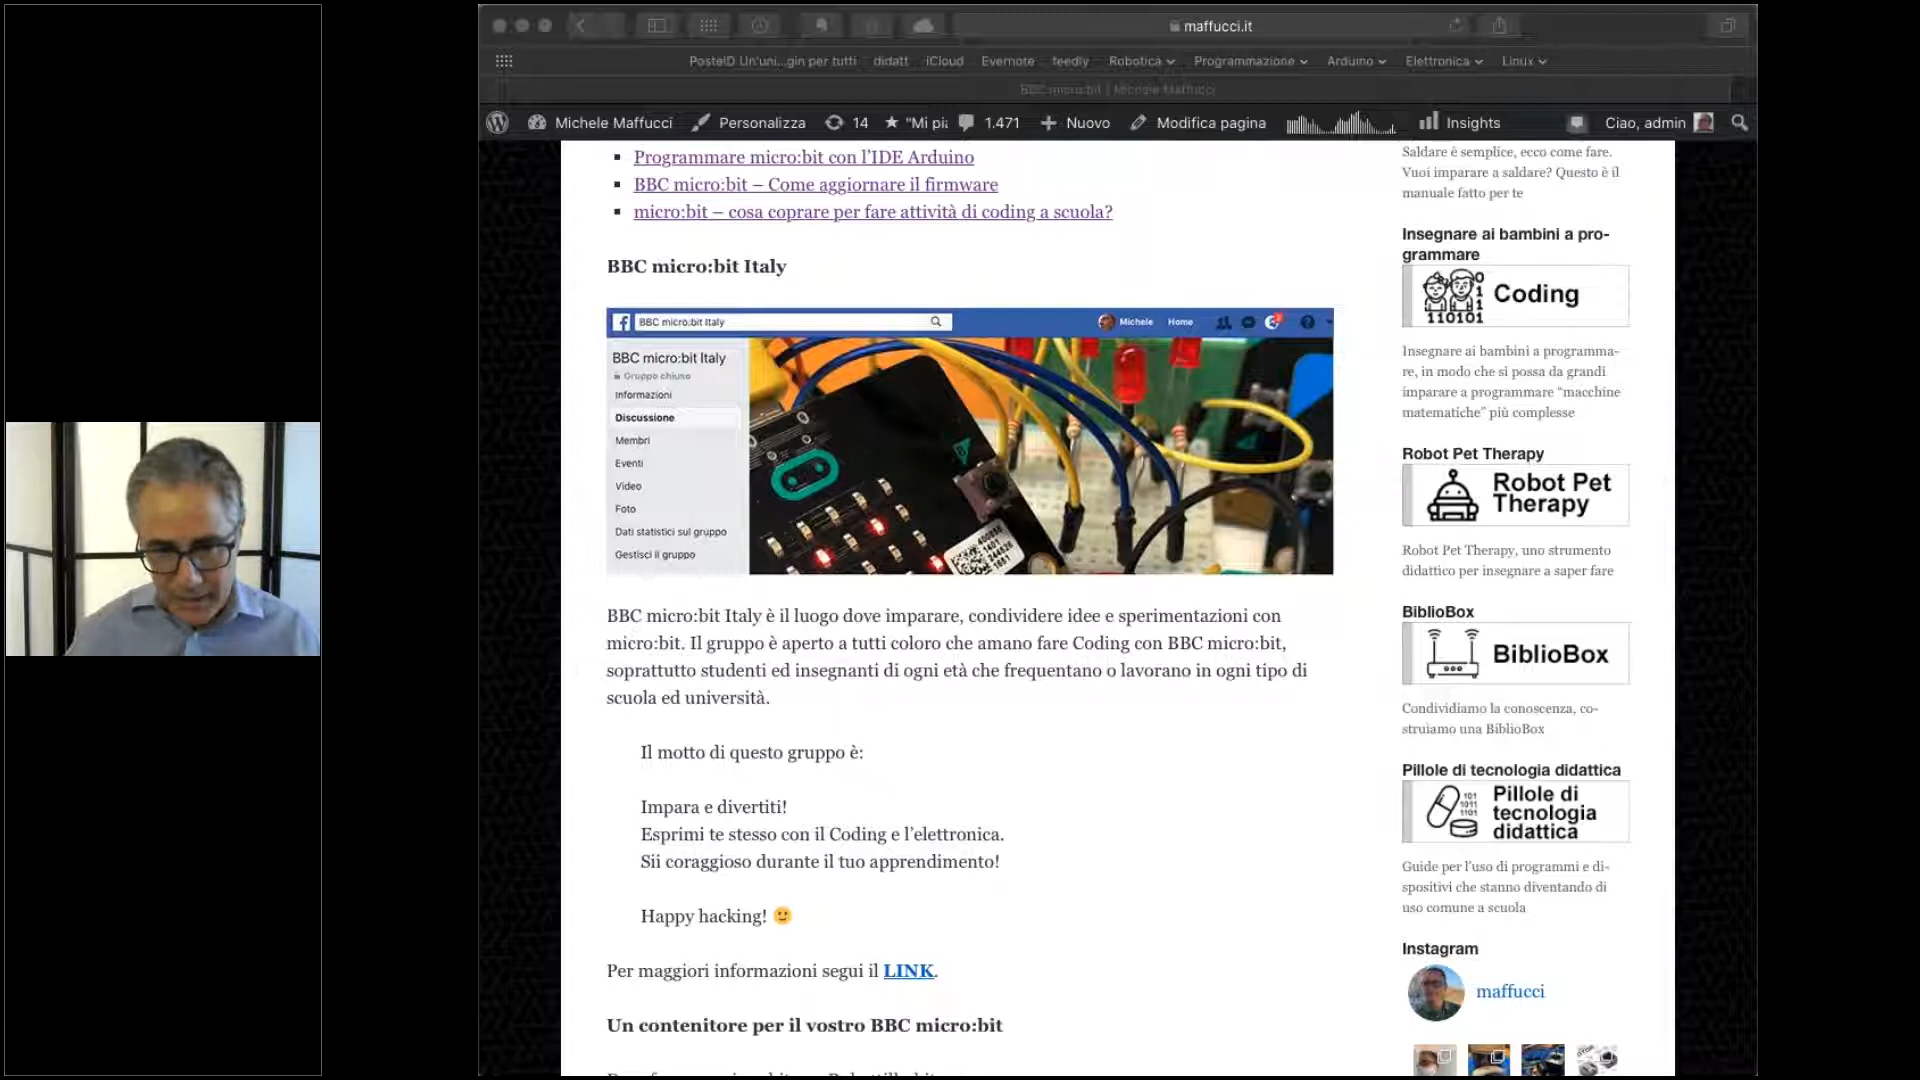 maffucci.it
PosteID Un'uni...gin per tutti didatt iCloud Evernote feedly Robotica Programmazione Arduino Elettronica Linux
BBC micro:bit | Michele Maffucci
Michele Maffucci Personalizza 14 "Mi pia 1.471 Nuovo Modifica pagina Insights Ciao, admin
Programmare micro:bit con l'IDE Arduino
BBC micro:bit – Come aggiornare il firmware
micro:bit – cosa coprare per fare attività di coding a scuola?
BBC micro:bit Italy
BBC micro:bit Italy Michele Home
BBC micro:bit Italy
Gruppo chiuso
Informazioni
Discussione
Membri
Eventi
Video
Foto
Dati statistici sul gruppo
Gestisci il gruppo
BBC micro:bit Italy è il luogo dove imparare, condividere idee e sperimentazioni con
micro:bit. Il gruppo è aperto a tutti coloro che amano fare Coding con BBC micro:bit,
soprattutto studenti ed insegnanti di ogni età che frequentano o lavorano in ogni tipo di
scuola ed università.
Il motto di questo gruppo è:
Impara e divertiti!
Esprimi te stesso con il Coding e l'elettronica.
Sii coraggioso durante il tuo apprendimento!
Happy hacking! 🙂
Per maggiori informazioni segui il LINK.
Un contenitore per il vostro BBC micro:bit
Saldare è semplice, ecco come fare.
Vuoi imparare a saldare? Questo è il
manuale fatto per te
Insegnare ai bambini a pro-
grammare
Coding
110101
Insegnare ai bambini a programma-
re, in modo che si possa da grandi
imparare a programmare "macchine
matematiche" più complesse
Robot Pet Therapy
Robot Pet
Therapy
Robot Pet Therapy, uno strumento
didattico per insegnare a saper fare
BiblioBox
BiblioBox
Condividiamo la conoscenza, co-
struiamo una BiblioBox
Pillole di tecnologia didattica
Pillole di
tecnologia
didattica
Guide per l'uso di programmi e di-
spositivi che stanno diventando di
uso comune a scuola
Instagram
maffucci